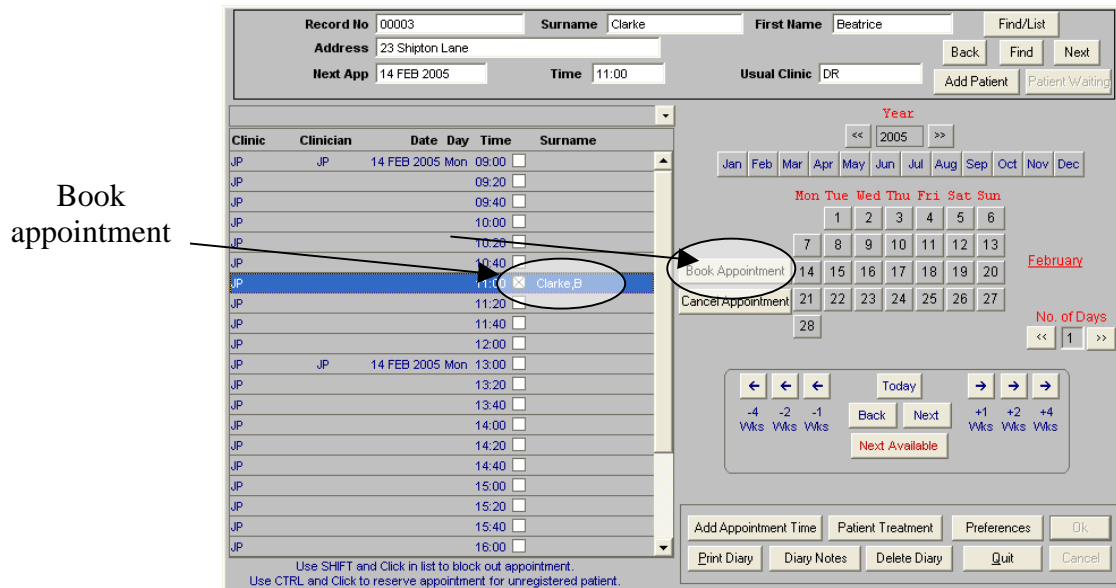 Record No 00003 Surname Clarke First Name Beatrice Find/List
Address 23 Shipton Lane Back Find Next
Next App 14 FEB 2005 Time 11:00 Usual Clinic DR Add Patient Patient Waiting
Year
<< 2005 >>
Jan Feb Mar Apr May Jun Jul Aug Sep Oct Nov Dec
Mon Tue Wed Thu Fri Sat Sun
1 2 3 4 5 6
7 8 9 10 11 12 13
14 15 16 17 18 19 20
21 22 23 24 25 26 27
28
February
No. of Days
<< 1 >>
Book
appointment
Clinic Clinician Date Day Time Surname
JP JP 14 FEB 2005 Mon 09:00
JP 09:20
JP 09:40
JP 10:00
JP 10:20
JP 10:40
JP 11:00 Clarke,B
JP 11:20
JP 11:40
JP 12:00
JP JP 14 FEB 2005 Mon 13:00
JP 13:20
JP 13:40
JP 14:00
JP 14:20
JP 14:40
JP 15:00
JP 15:20
JP 15:40
JP 16:00
Use SHIFT and Click in list to block out appointment.
Use CTRL and Click to reserve appointment for unregistered patient.
Book Appointment
Cancel Appointment
← ← ← Today → → →
-4 -2 -1 Back Next +1 +2 +4
Wks Wks Wks Wks Wks Wks
Next Available
Add Appointment Time Patient Treatment Preferences Ok
Print Diary Diary Notes Delete Diary Quit Cancel